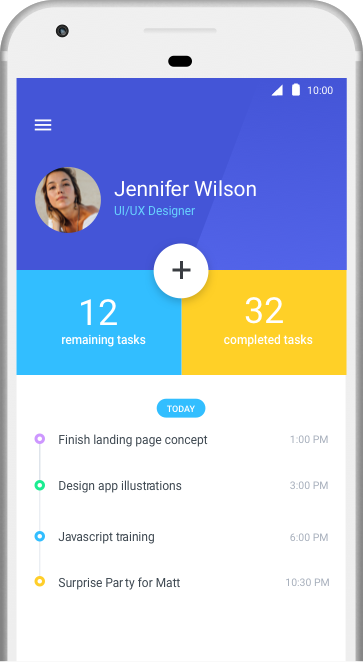 10:00
Jennifer Wilson
UI/UX Designer
12
remaining tasks
32
completed tasks
TODAY
Finish landing page concept 1:00 PM
Design app illustrations 3:00 PM
Javascript training 6:00 PM
Surprise Party for Matt 10:30 PM